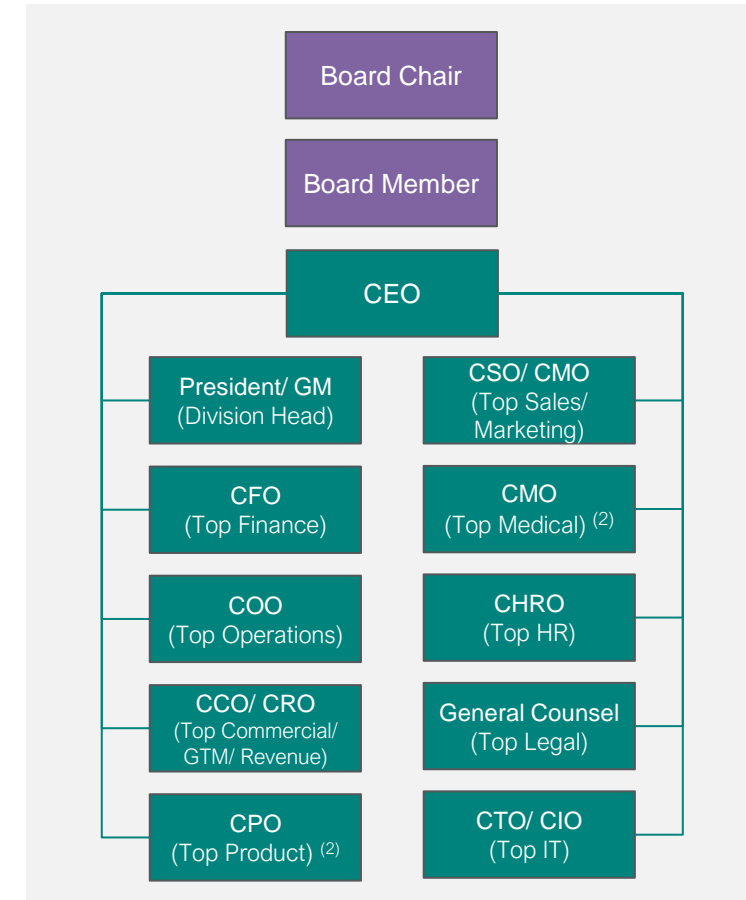 Board Chair
Board Member
CEO
President/ GM
(Division Head)
CFO
(Top Finance)
COO
(Top Operations)
CCO/ CRO
(Top Commercial/
GTM/ Revenue)
CPO
(Top Product) (2)
CSO/ CMO
(Top Sales/
Marketing)
CMO
(Top Medical) (2)
CHRO
(Top HR)
General Counsel
(Top Legal)
CTO/ CIO
(Top IT)